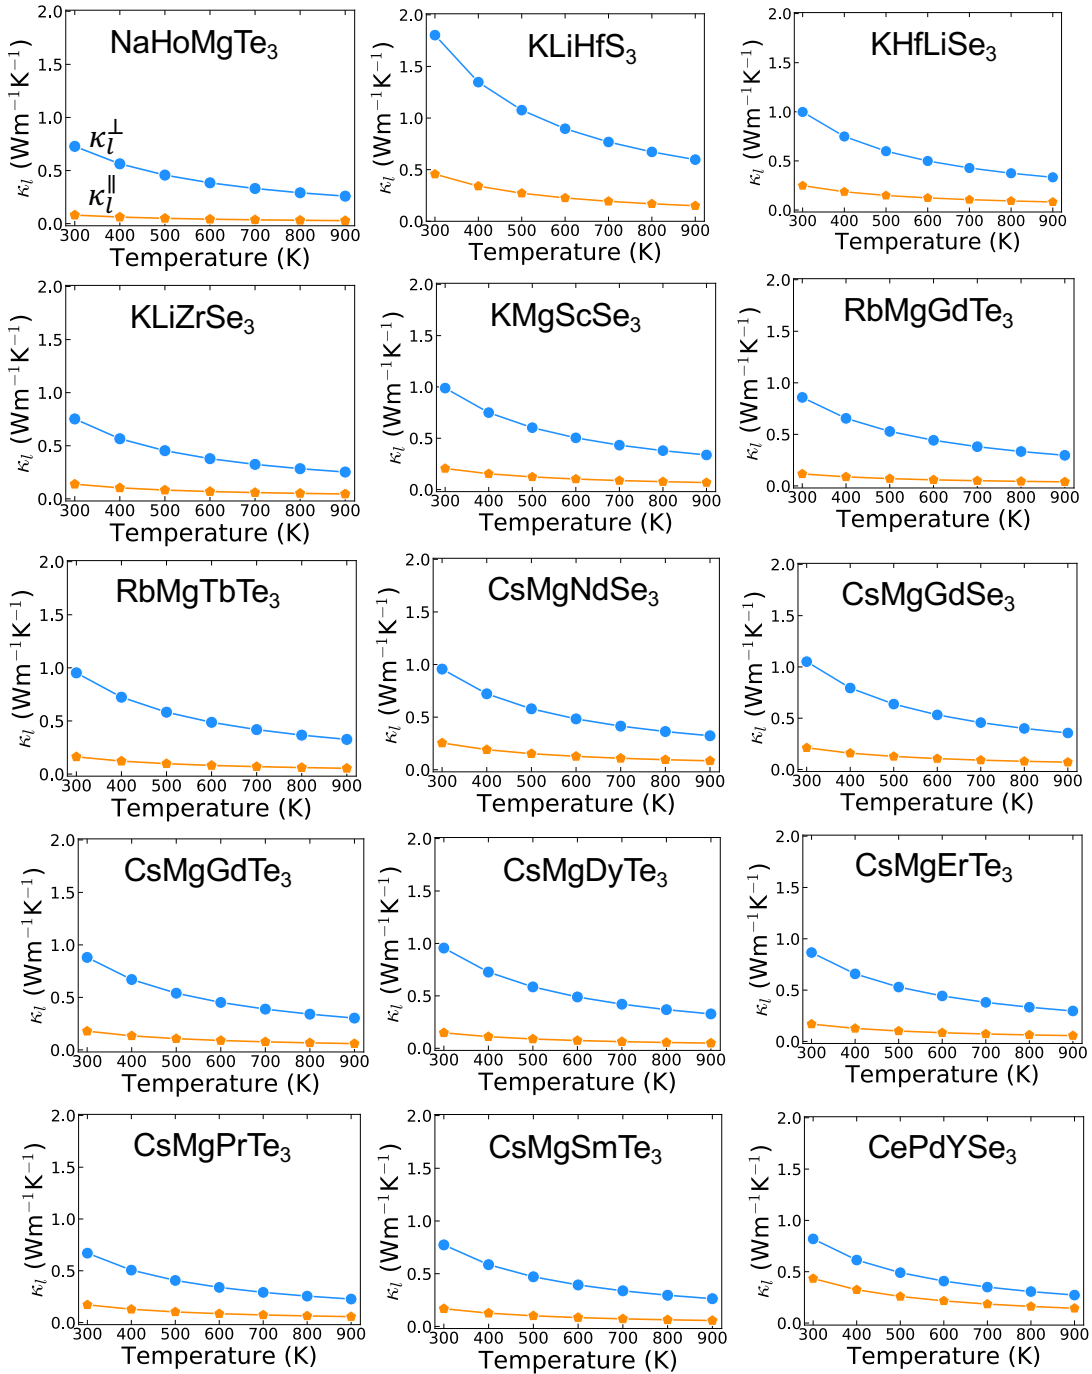 NaHoMgTe₃
κₗ (Wm⁻¹K⁻¹)
2.0
1.5
1.0
0.5
0.0
κₗ^⊥
κₗ^∥
300 400 500 600 700 800 900
Temperature (K)
KLiHfS₃
κₗ (Wm⁻¹K⁻¹)
2.0
1.5
1.0
0.5
0.0
300 400 500 600 700 800 900
Temperature (K)
KHfLiSe₃
κₗ (Wm⁻¹K⁻¹)
2.0
1.5
1.0
0.5
0.0
300 400 500 600 700 800 900
Temperature (K)
KLiZrSe₃
κₗ (Wm⁻¹K⁻¹)
2.0
1.5
1.0
0.5
0.0
300 400 500 600 700 800 900
Temperature (K)
KMgScSe₃
κₗ (Wm⁻¹K⁻¹)
2.0
1.5
1.0
0.5
0.0
300 400 500 600 700 800 900
Temperature (K)
RbMgGdTe₃
κₗ (Wm⁻¹K⁻¹)
2.0
1.5
1.0
0.5
0.0
300 400 500 600 700 800 900
Temperature (K)
RbMgTbTe₃
κₗ (Wm⁻¹K⁻¹)
2.0
1.5
1.0
0.5
0.0
300 400 500 600 700 800 900
Temperature (K)
CsMgNdSe₃
κₗ (Wm⁻¹K⁻¹)
2.0
1.5
1.0
0.5
0.0
300 400 500 600 700 800 900
Temperature (K)
CsMgGdSe₃
κₗ (Wm⁻¹K⁻¹)
2.0
1.5
1.0
0.5
0.0
300 400 500 600 700 800 900
Temperature (K)
CsMgGdTe₃
κₗ (Wm⁻¹K⁻¹)
2.0
1.5
1.0
0.5
0.0
300 400 500 600 700 800 900
Temperature (K)
CsMgDyTe₃
κₗ (Wm⁻¹K⁻¹)
2.0
1.5
1.0
0.5
0.0
300 400 500 600 700 800 900
Temperature (K)
CsMgErTe₃
κₗ (Wm⁻¹K⁻¹)
2.0
1.5
1.0
0.5
0.0
300 400 500 600 700 800 900
Temperature (K)
CsMgPrTe₃
κₗ (Wm⁻¹K⁻¹)
2.0
1.5
1.0
0.5
0.0
300 400 500 600 700 800 900
Temperature (K)
CsMgSmTe₃
κₗ (Wm⁻¹K⁻¹)
2.0
1.5
1.0
0.5
0.0
300 400 500 600 700 800 900
Temperature (K)
CePdYSe₃
κₗ (Wm⁻¹K⁻¹)
2.0
1.5
1.0
0.5
0.0
300 400 500 600 700 800 900
Temperature (K)